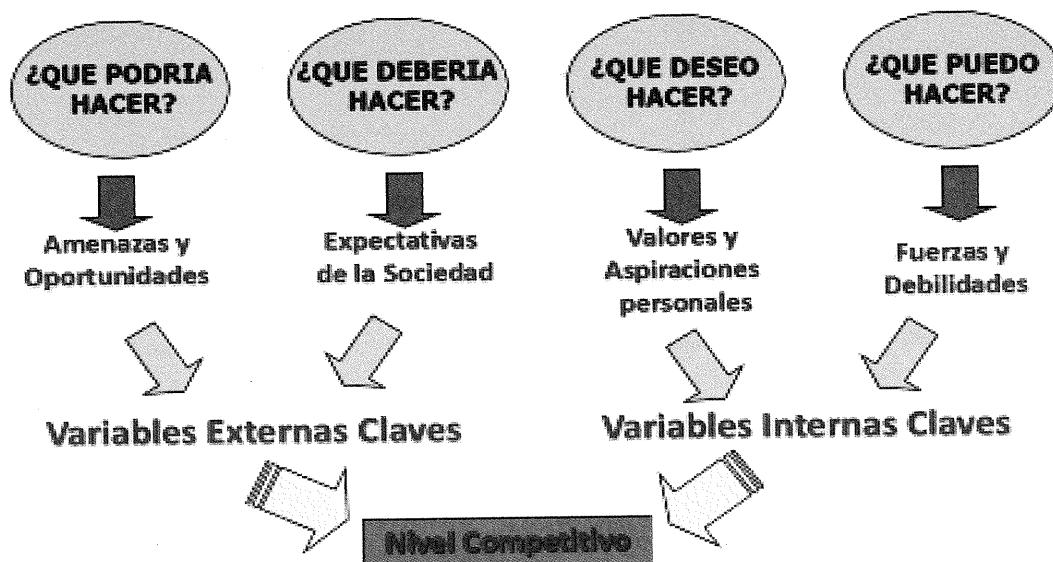 ¿QUE PODRIA
HACER?
¿QUE DEBERIA
HACER?
¿QUE DESEO
HACER?
¿QUE PUEDO
HACER?
Amenazas y
Oportunidades
Expectativas
de la Sociedad
Valores y
Aspiraciones
personales
Fuerzas y
Debilidades
Variables Externas Claves
Variables Internas Claves
Nivel Competitivo